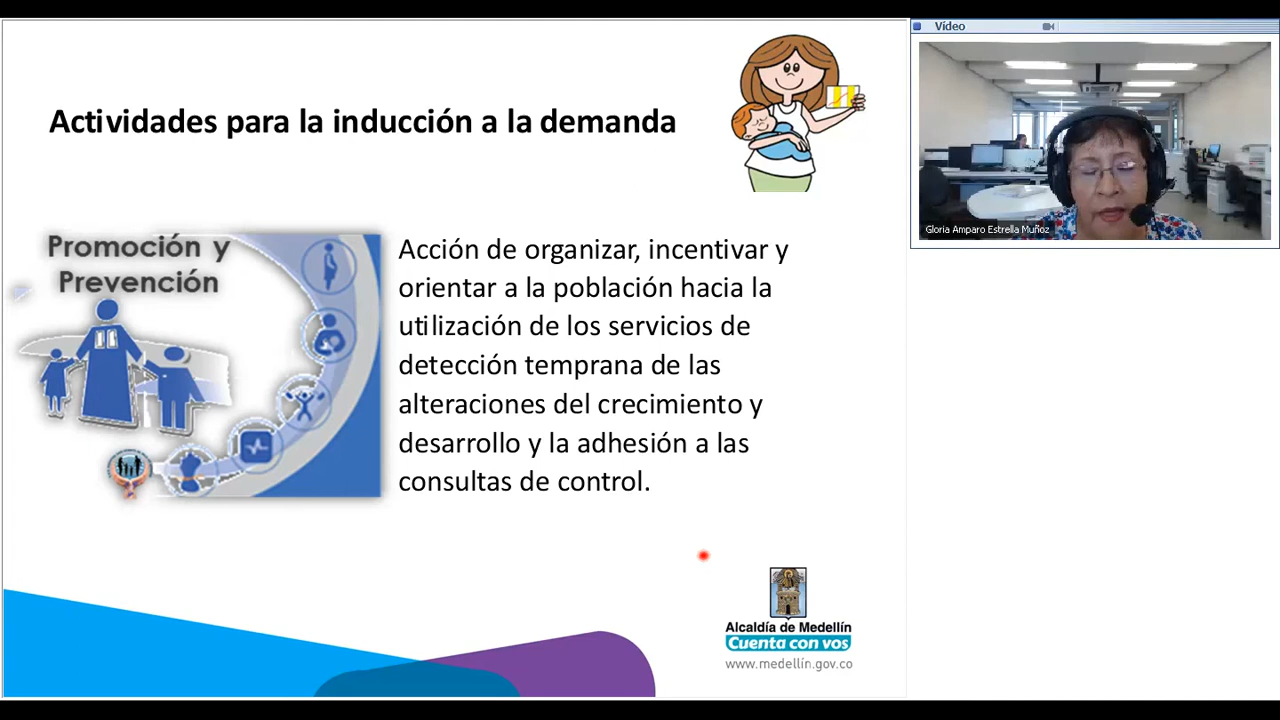 Actividades para la inducción a la demanda
Promoción y
Prevención
Acción de organizar, incentivar y
orientar a la población hacia la
utilización de los servicios de
detección temprana de las
alteraciones del crecimiento y
desarrollo y la adhesión a las
consultas de control.
Alcaldía de Medellín
Cuenta con vos
www.medellín.gov.co
Vídeo
Gloria Amparo Estrella Muñoz